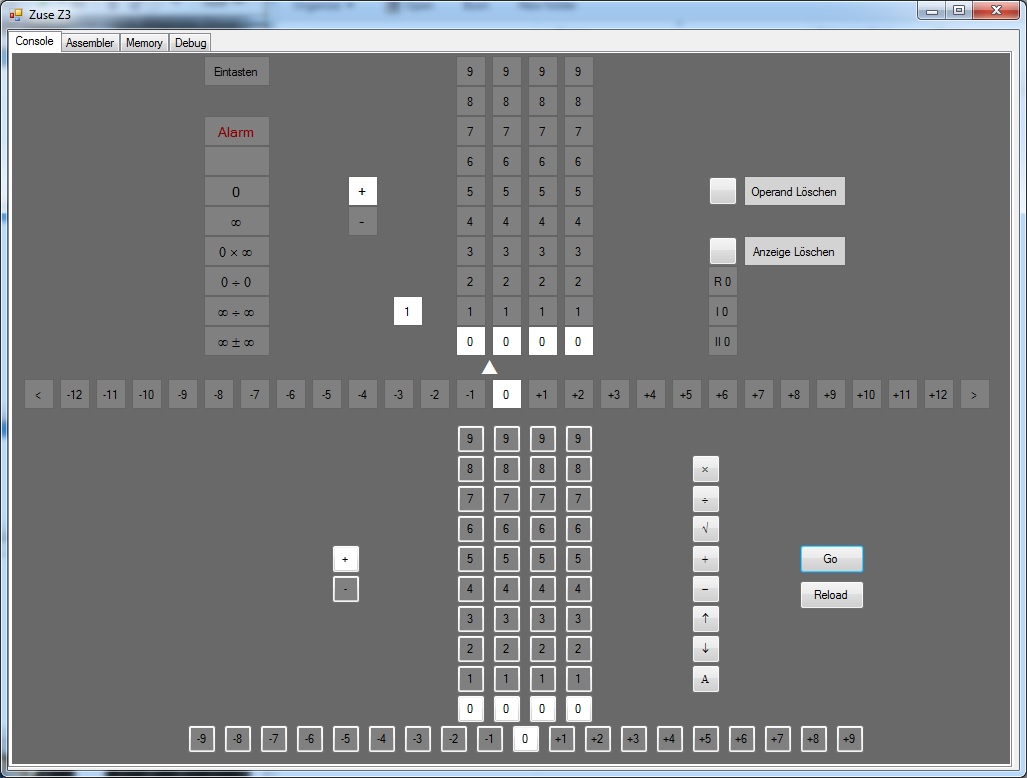 Zuse Z3
Console Assembler Memory Debug
Eintasten 9 9 9 9
8 8 8 8
Alarm 7 7 7 7
6 6 6 6
0 + 5 5 5 5 Operand Löschen
∞ - 4 4 4 4
0 × ∞ 3 3 3 3 Anzeige Löschen
0 ÷ 0 2 2 2 2 R 0
∞ ÷ ∞ 1 1 1 1 1 I 0
∞ ± ∞ 0 0 0 0 II 0
< -12 -11 -10 -9 -8 -7 -6 -5 -4 -3 -2 -1 0 +1 +2 +3 +4 +5 +6 +7 +8 +9 +10 +11 +12 >
9 9 9 9
8 8 8 8 ×
7 7 7 7 ÷
6 6 6 6 √
+ 5 5 5 5 + Go
- 4 4 4 4 − Reload
3 3 3 3 ↑
2 2 2 2 ↓
1 1 1 1 A
0 0 0 0
-9 -8 -7 -6 -5 -4 -3 -2 -1 0 +1 +2 +3 +4 +5 +6 +7 +8 +9